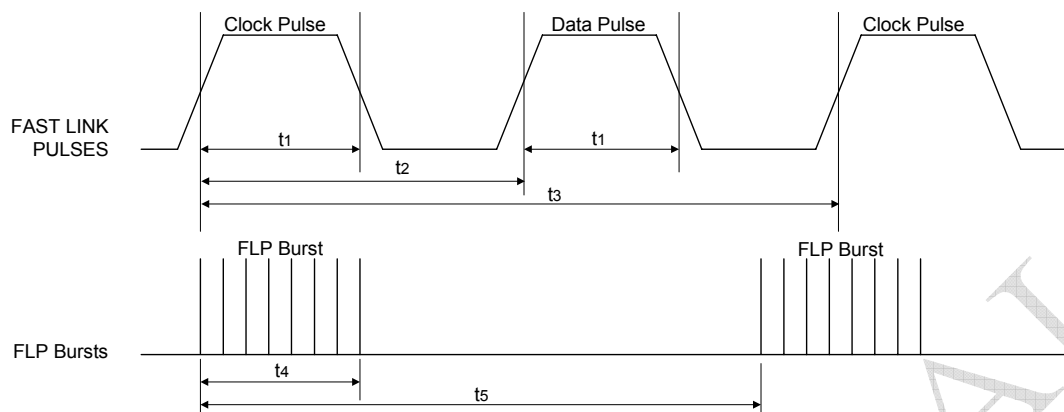 Clock Pulse
Data Pulse
Clock Pulse
FAST LINK
PULSES
t1
t1
t2
t3
FLP Burst
FLP Burst
FLP Bursts
t4
t5